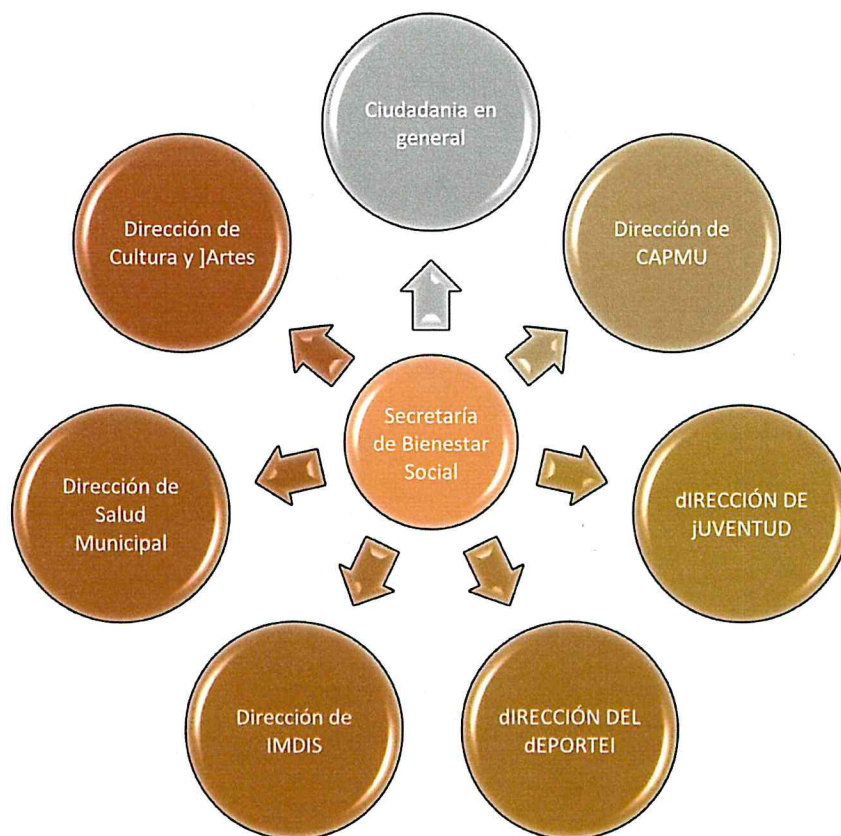 Ciudadania en
general
Dirección de
Cultura y ]Artes
Dirección de
CAPMU
Secretaría
de Bienestar
Social
Dirección de
Salud
Municipal
dIRECCIÓN DE
jUVENTUD
Dirección de
IMDIS
dIRECCIÓN DEL
dEPORTEI